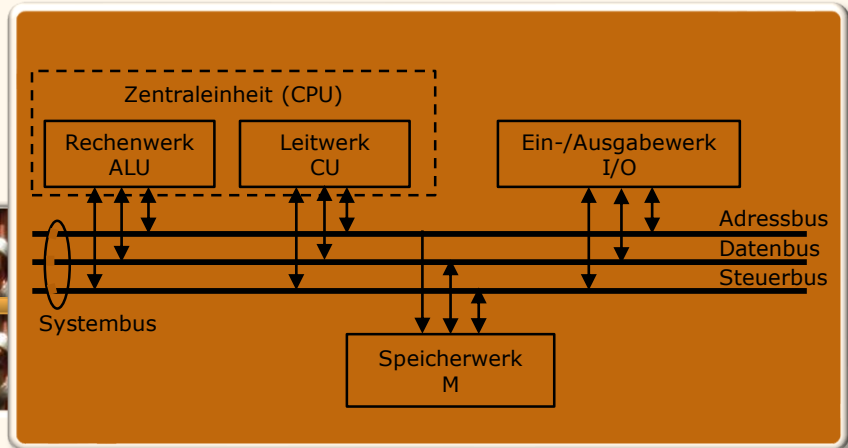 Zentraleinheit (CPU)
Rechenwerk
ALU
Leitwerk
CU
Ein-/Ausgabewerk
I/O
Adressbus
Datenbus
Steuerbus
Systembus
Speicherwerk
M